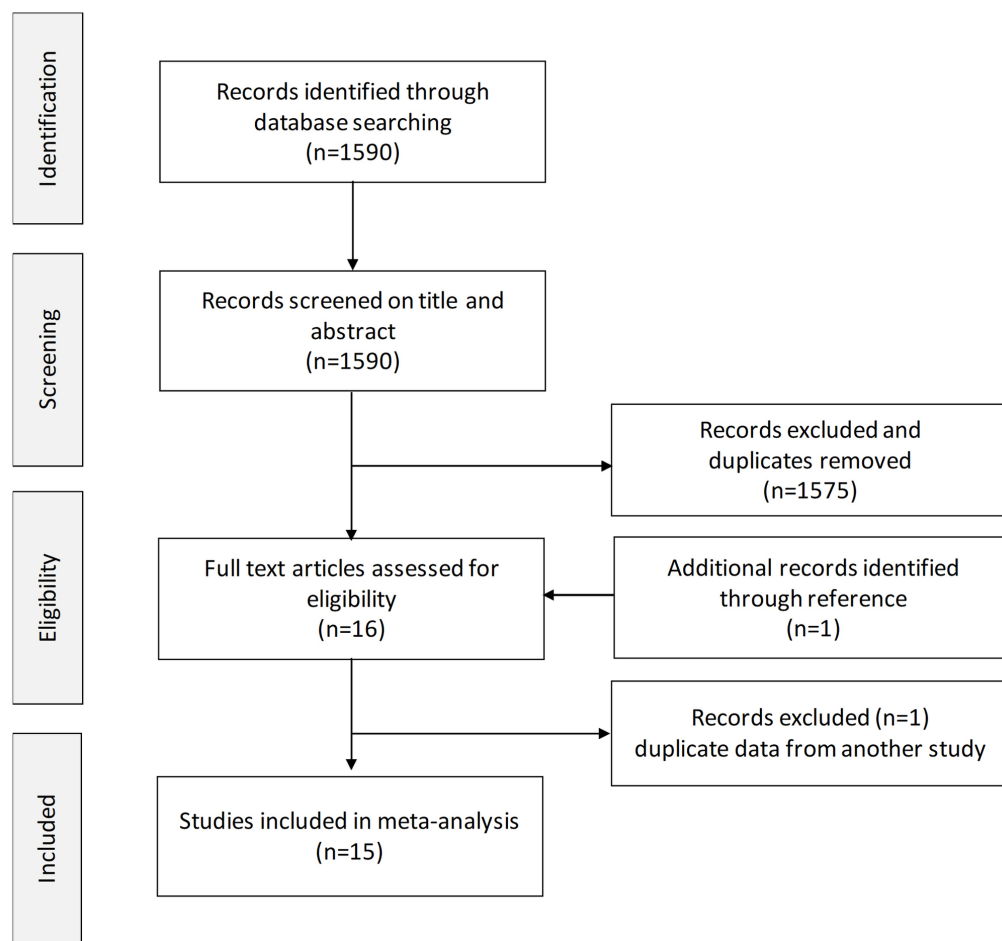 Identification
Records identified through
database searching
(n=1590)
Screening
Records screened on title and
abstract
(n=1590)
Records excluded and
duplicates removed
(n=1575)
Eligibility
Full text articles assessed for
eligibility
(n=16)
Additional records identified
through reference
(n=1)
Records excluded (n=1)
duplicate data from another study
Included
Studies included in meta-analysis
(n=15)